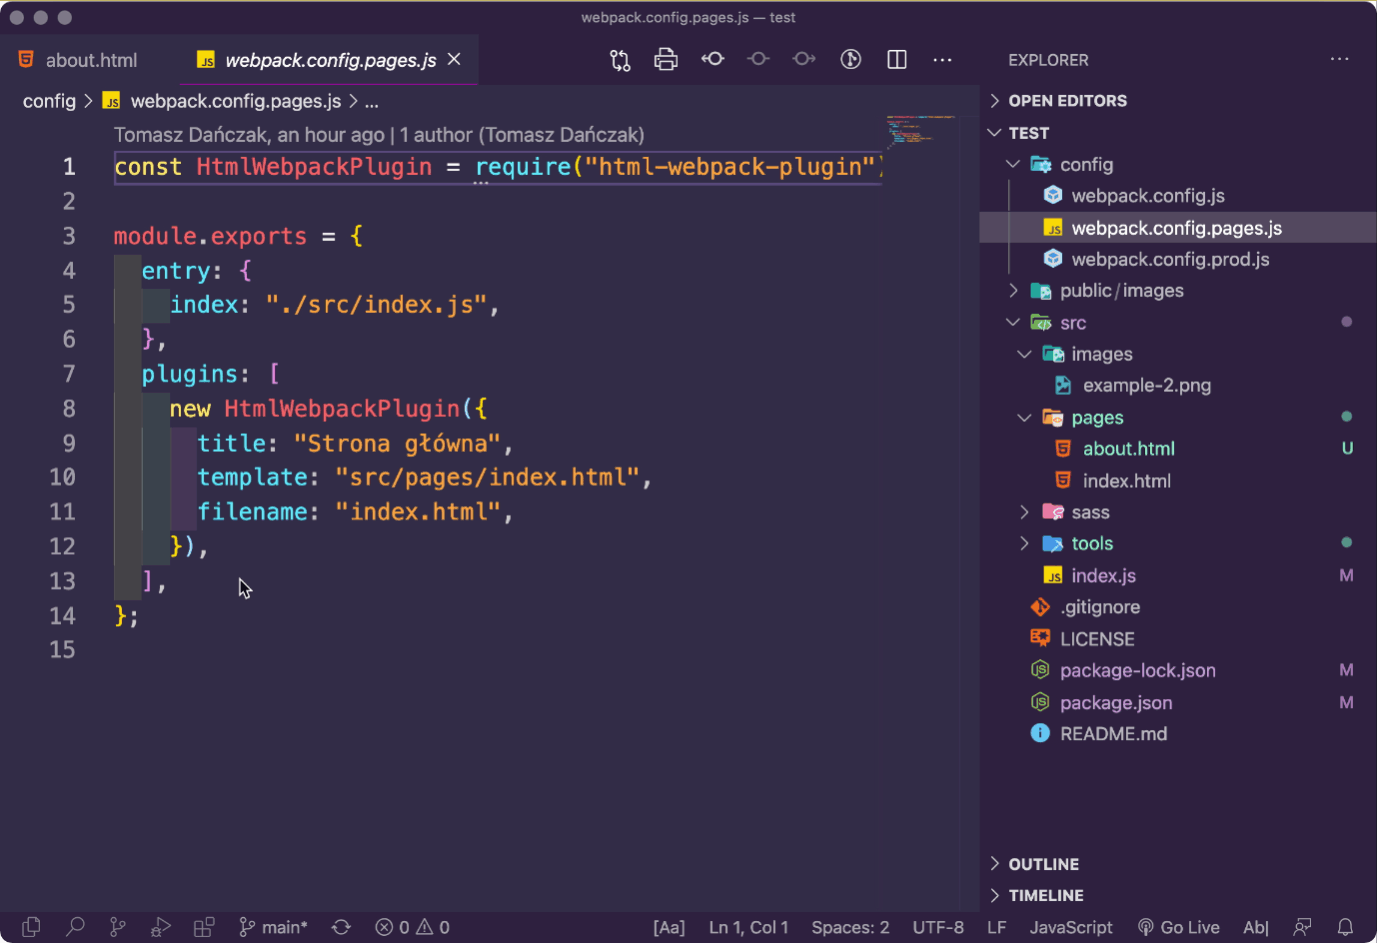 webpack.config.pages.js — test
about.html
JS webpack.config.pages.js
config > JS webpack.config.pages.js > ...
Tomasz Dańczak, an hour ago | 1 author (Tomasz Dańczak)
1 const HtmlWebpackPlugin = require("html-webpack-plugin")
2
3 module.exports = {
4 entry: {
5 index: "./src/index.js",
6 },
7 plugins: [
8 new HtmlWebpackPlugin({
9 title: "Strona główna",
10 template: "src/pages/index.html",
11 filename: "index.html",
12 }),
13 ],
14 };
15
EXPLORER
OPEN EDITORS
TEST
config
webpack.config.js
JS webpack.config.pages.js
webpack.config.prod.js
public/images
src
images
example-2.png
pages
about.html U
index.html
sass
tools
JS index.js M
.gitignore
LICENSE
package-lock.json M
package.json M
README.md
OUTLINE
TIMELINE
main* 0 0 [Aa] Ln 1, Col 1 Spaces: 2 UTF-8 LF JavaScript Go Live Ab|